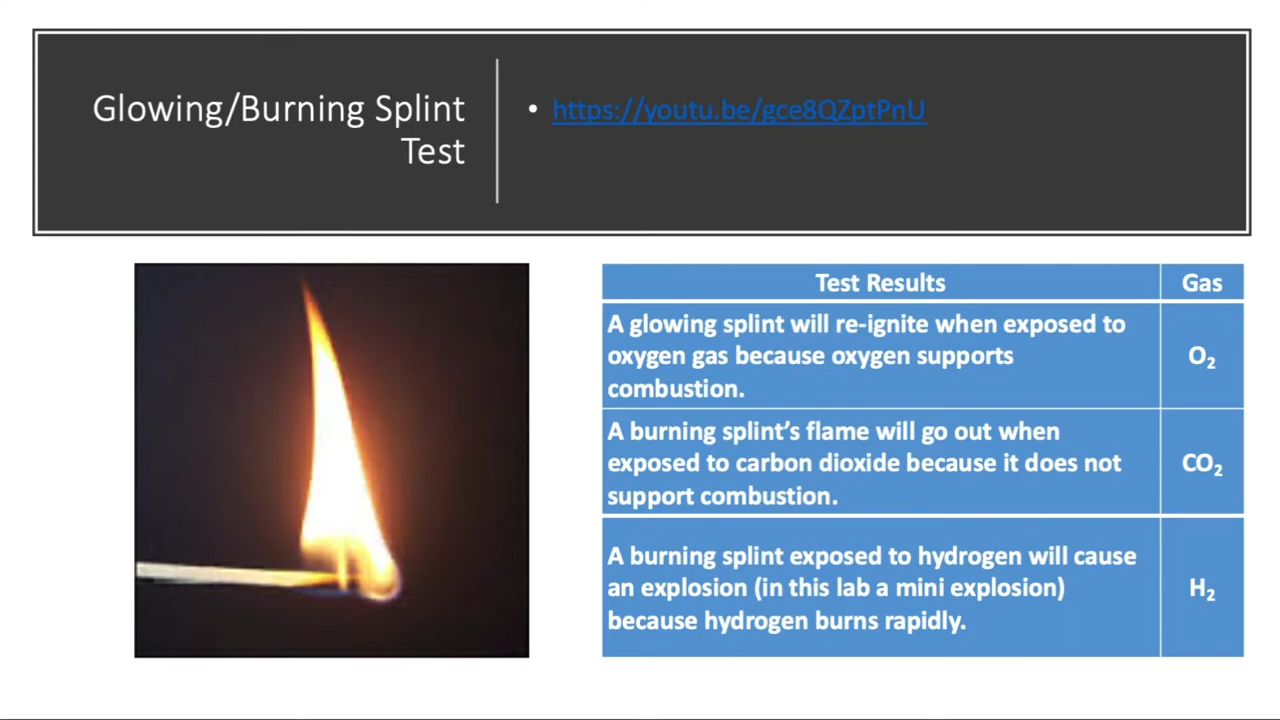 Glowing/Burning Splint
Test
• https://youtu.be/gce8QZptPnU
Test Results
Gas
A glowing splint will re-ignite when exposed to
oxygen gas because oxygen supports
combustion.
O₂
A burning splint’s flame will go out when
exposed to carbon dioxide because it does not
support combustion.
CO₂
A burning splint exposed to hydrogen will cause
an explosion (in this lab a mini explosion)
because hydrogen burns rapidly.
H₂